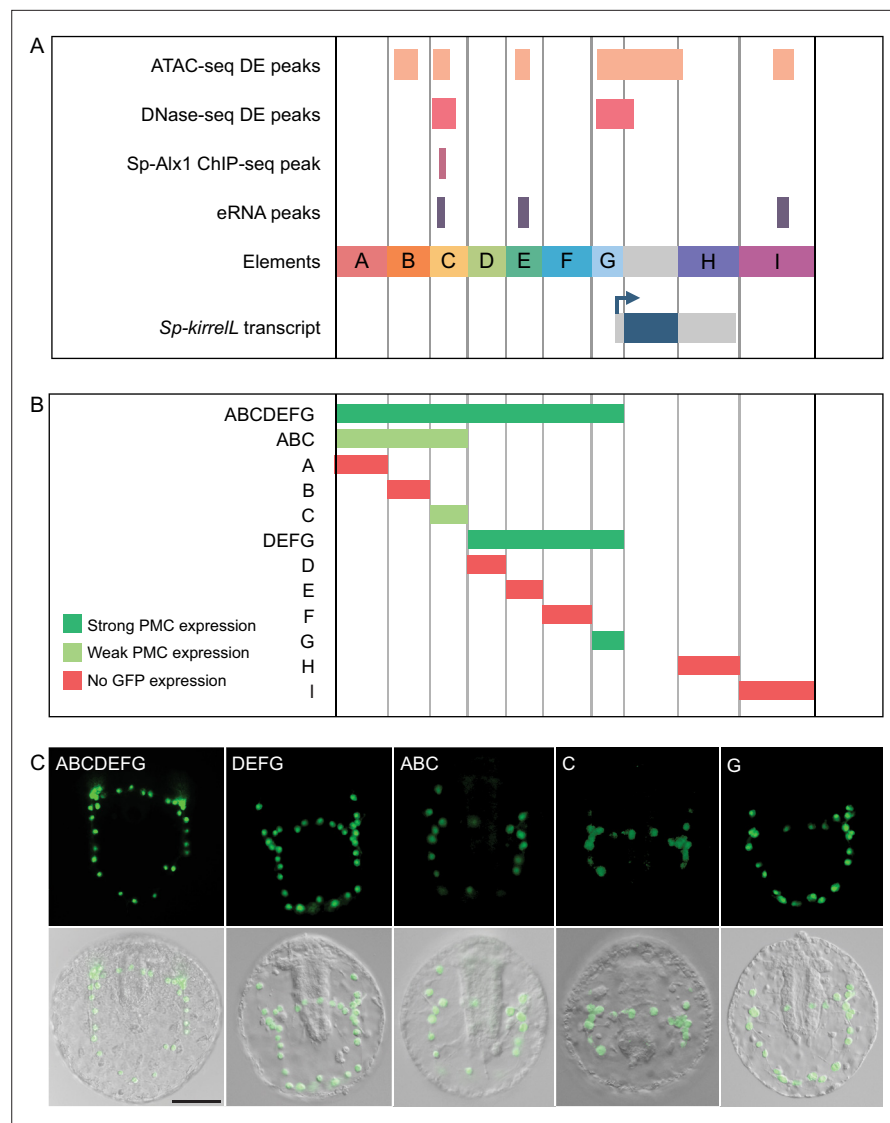 A
ATAC-seq DE peaks
DNase-seq DE peaks
Sp-Alx1 ChIP-seq peak
eRNA peaks
Elements
A B C D E F G H I
Sp-kirrelL transcript
B
ABCDEFG
ABC
A
B
C
DEFG
D
E
F
G
H
I
Strong PMC expression
Weak PMC expression
No GFP expression
C
ABCDEFG
DEFG
ABC
C
G